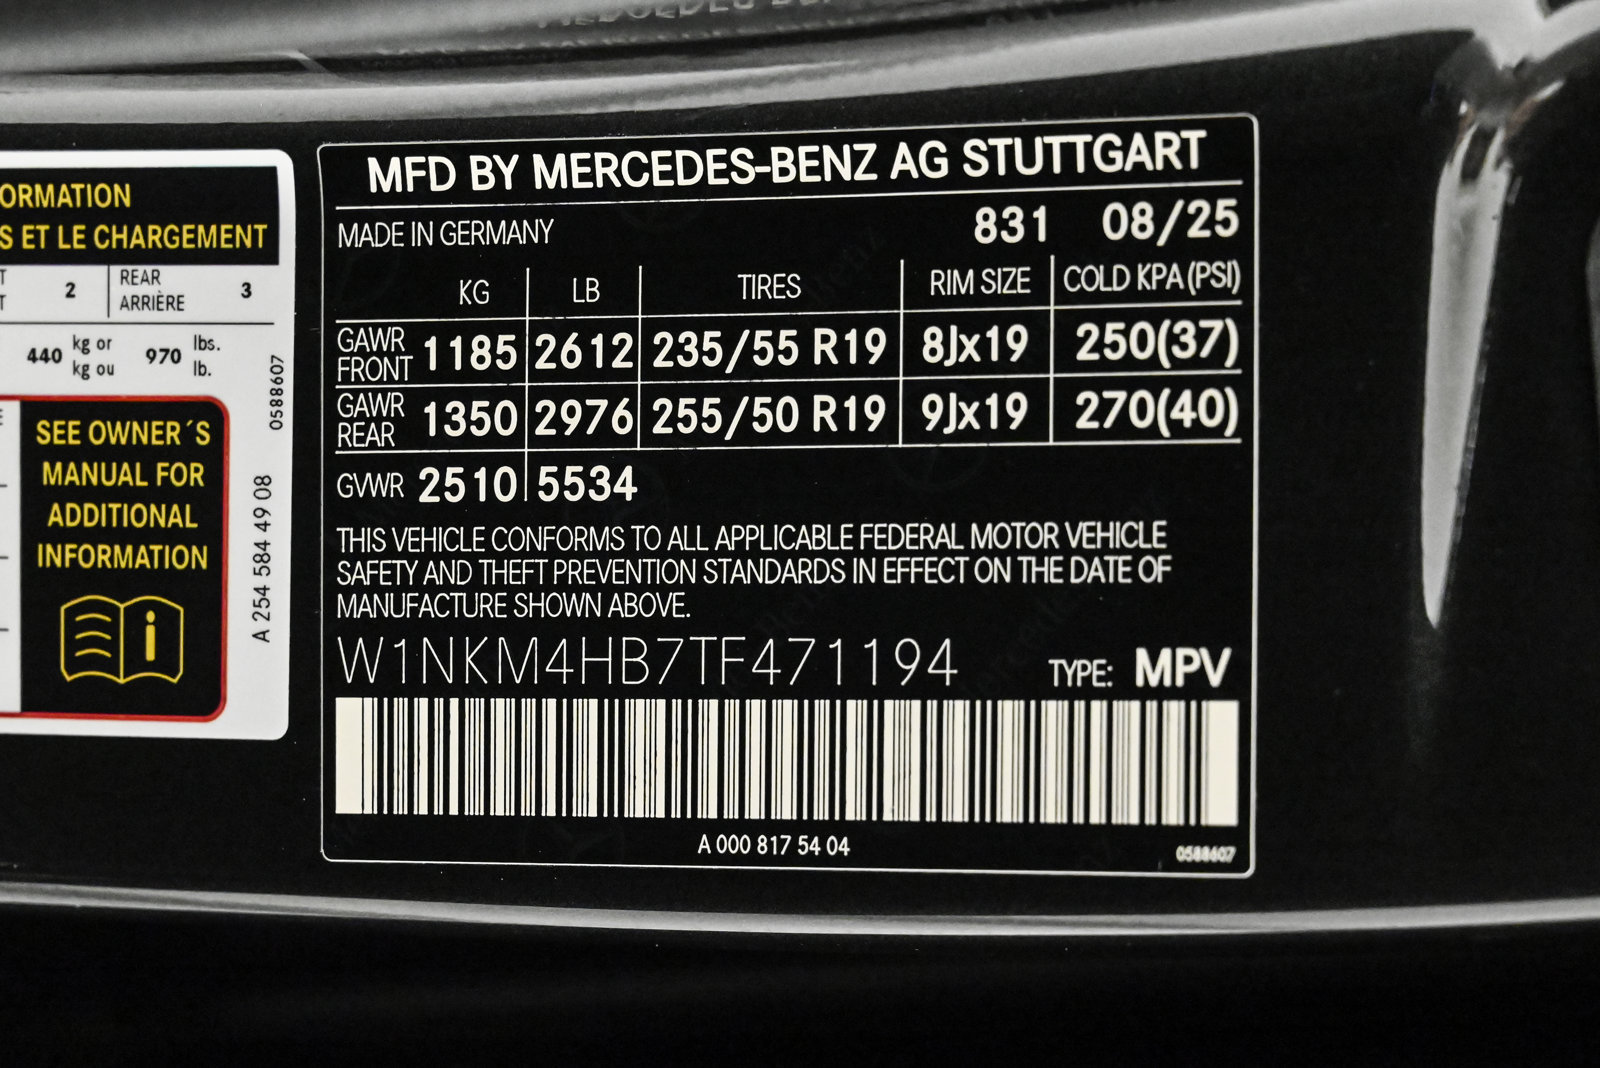 ORMATION
S ET LE CHARGEMENT
T
T
2
REAR
ARRIÈRE
3
440 kg or
kg ou
970 lbs.
lb.
0588607
SEE OWNER´S
MANUAL FOR
ADDITIONAL
INFORMATION
A 254 584 49 08
MFD BY MERCEDES-BENZ AG STUTTGART
MADE IN GERMANY 831 08/25
KG LB TIRES RIM SIZE COLD KPA(PSI)
GAWR
FRONT 1185 2612 235/55 R19 8Jx19 250(37)
GAWR
REAR 1350 2976 255/50 R19 9Jx19 270(40)
GVWR 2510 5534
THIS VEHICLE CONFORMS TO ALL APPLICABLE FEDERAL MOTOR VEHICLE
SAFETY AND THEFT PREVENTION STANDARDS IN EFFECT ON THE DATE OF
MANUFACTURE SHOWN ABOVE.
W1NKM4HB7TF471194 TYPE: MPV
A 000 817 54 04 0588607